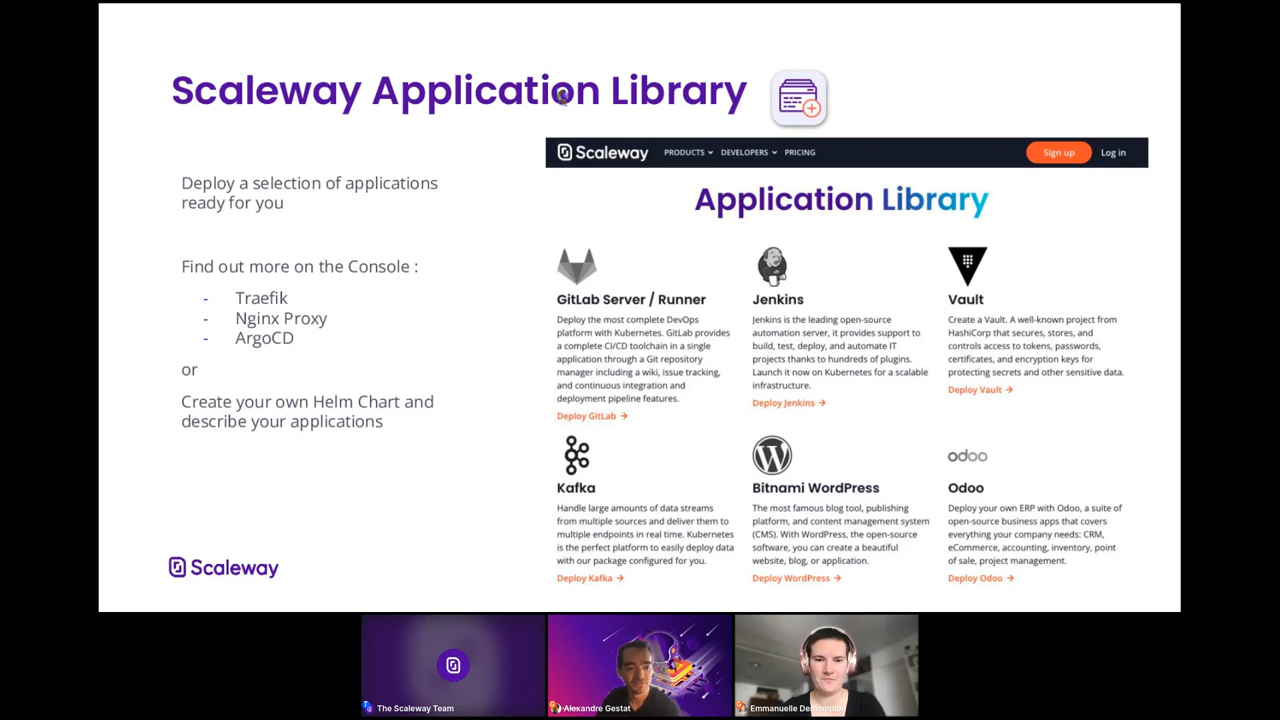 Scaleway Application Library
Deploy a selection of applications
ready for you
Find out more on the Console :
- Traefik
- Nginx Proxy
- ArgoCD
or
Create your own Helm Chart and
describe your applications
Scaleway
Scaleway PRODUCTS DEVELOPERS PRICING Sign up Log in
Application Library
GitLab Server / Runner
Deploy the most complete DevOps
platform with Kubernetes. GitLab provides
a complete CI/CD toolchain in a single
application through a Git repository
manager including a wiki, issue tracking,
and continuous integration and
deployment pipeline features.
Deploy GitLab →
Jenkins
Jenkins is the leading open-source
automation server, it provides support to
build, test, deploy, and automate IT
projects thanks to hundreds of plugins.
Launch it now on Kubernetes for a scalable
infrastructure.
Deploy Jenkins →
Vault
Create a Vault. A well-known project from
HashiCorp that secures, stores, and
controls access to tokens, passwords,
certificates, and encryption keys for
protecting secrets and other sensitive data.
Deploy Vault →
Kafka
Handle large amounts of data streams
from multiple sources and deliver them to
multiple endpoints in real time. Kubernetes
is the perfect platform to easily deploy data
with our package configured for you.
Deploy Kafka →
Bitnami WordPress
The most famous blog tool, publishing
platform, and content management system
(CMS). With WordPress, the open-source
software, you can create a beautiful
website, blog, or application.
Deploy WordPress →
odoo
Odoo
Deploy your own ERP with Odoo, a suite of
open-source business apps that covers
everything your company needs: CRM,
eCommerce, accounting, inventory, point
of sale, project management.
Deploy Odoo →
The Scaleway Team
Alexandre Gestat
Emmanuelle Demompion